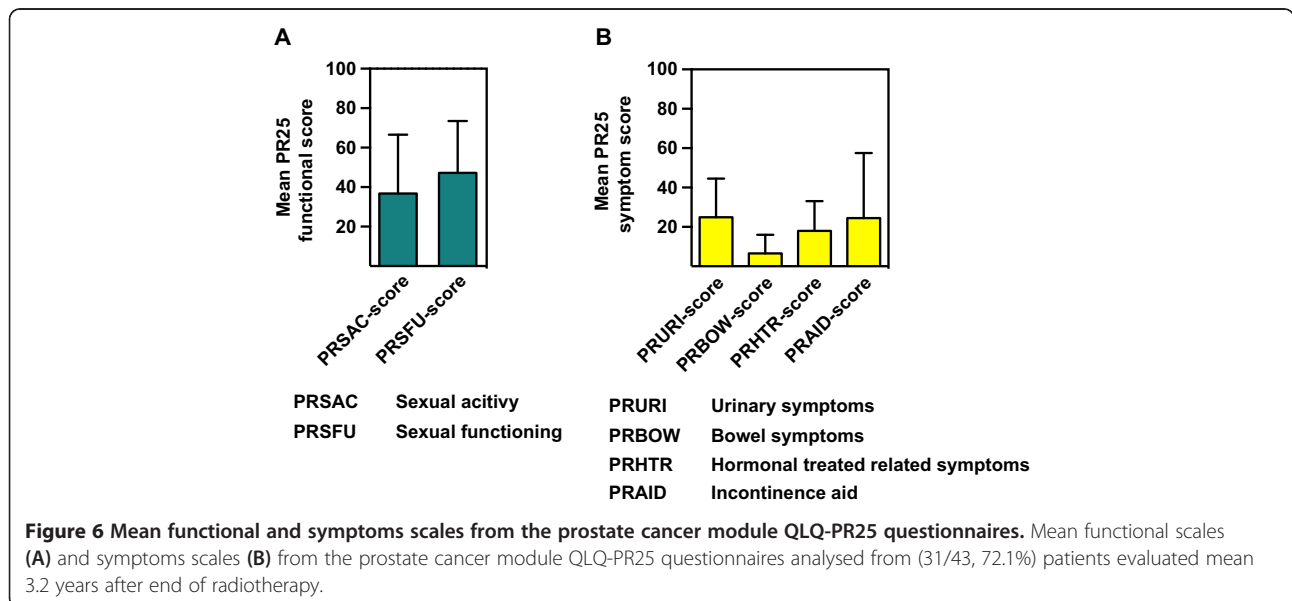 A
Mean PR25
functional score
100
80
60
40
20
PRSAC-score
PRSFU-score
PRSAC Sexual acitivy
PRSFU Sexual functioning
B
Mean PR25
symptom score
100
80
60
40
20
PRURI-score
PRBOW-score
PRHTR-score
PRAID-score
PRURI Urinary symptoms
PRBOW Bowel symptoms
PRHTR Hormonal treated related symptoms
PRAID Incontinence aid
Figure 6 Mean functional and symptoms scales from the prostate cancer module QLQ-PR25 questionnaires. Mean functional scales
(A) and symptoms scales (B) from the prostate cancer module QLQ-PR25 questionnaires analysed from (31/43, 72.1%) patients evaluated mean
3.2 years after end of radiotherapy.